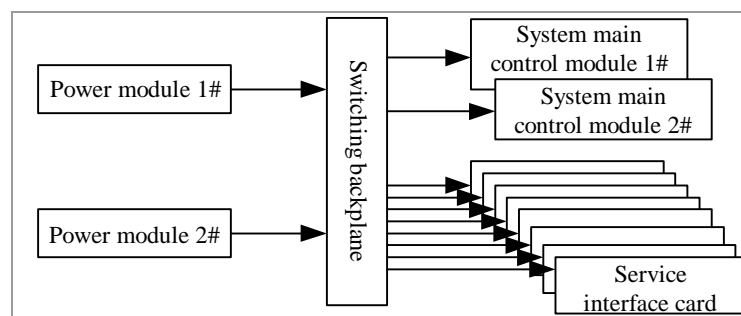 Power module 1#
Power module 2#
Switching backplane
System main
control module 1#
System main
control module 2#
Service
interface card